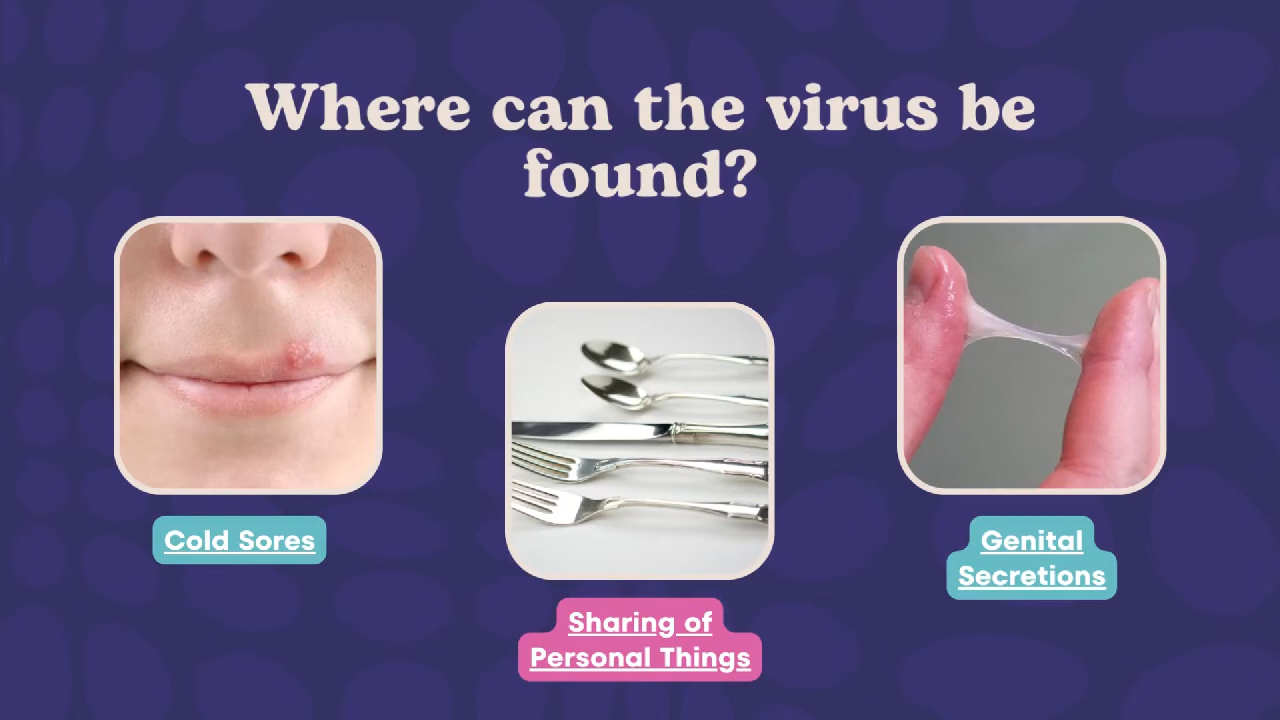 Where can the virus be
found?
Cold Sores
Sharing of
Personal Things
Genital
Secretions